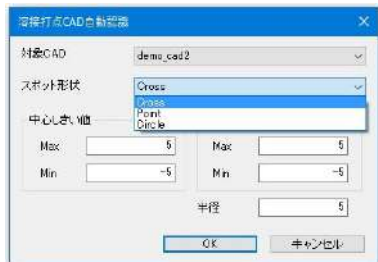 溶接打点CAD自動認識
対象CAD demo_cad2
スポット形状 Cross
Cross
Point
Circle
中心しきい値
Max 5 Max 5
Min -5 Min -5
半径 5
OK キャンセル